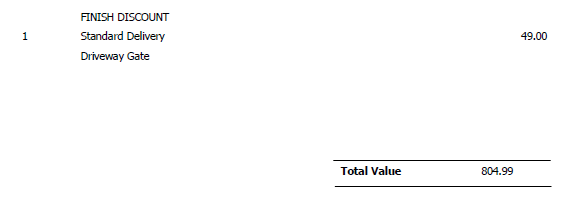 FINISH DISCOUNT
1 Standard Delivery 49.00
Driveway Gate
Total Value 804.99